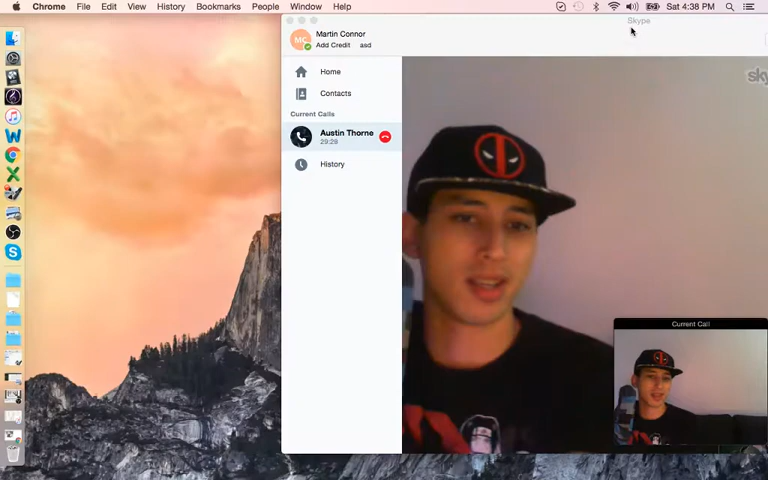 Chrome File Edit View History Bookmarks People Window Help Sat 4:38 PM
Skype
MC
Martin Connor
Add Credit asd
Home
Contacts
Current Calls
Austin Thorne
29:29
History
sky
Current Call